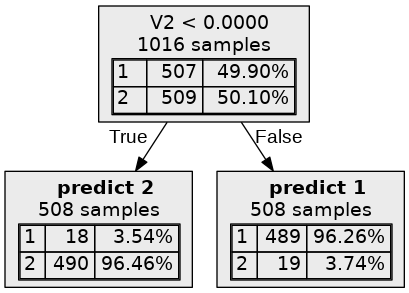 V2 < 0.0000
1016 samples
1 507 49.90%
2 509 50.10%
True
False
predict 2
508 samples
1 18 3.54%
2 490 96.46%
predict 1
508 samples
1 489 96.26%
2 19 3.74%